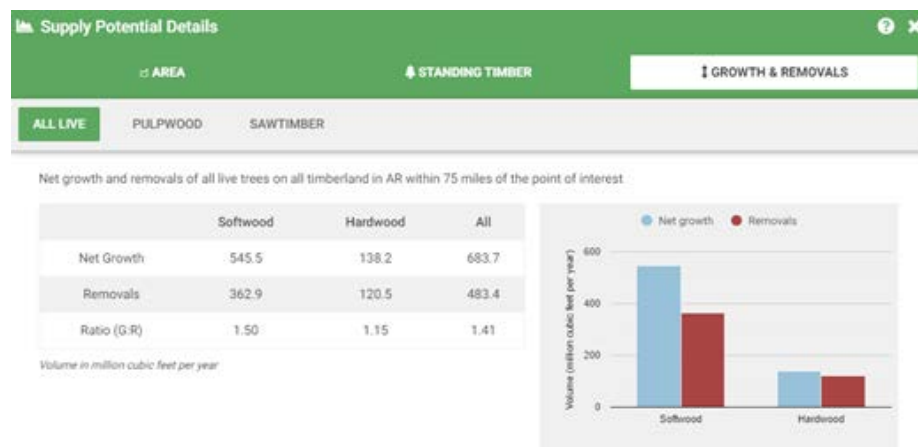 Supply Potential Details
AREA
STANDING TIMBER
GROWTH & REMOVALS
ALL LIVE PULPWOOD SAWTIMBER
Net growth and removals of all live trees on all timberland in AR within 75 miles of the point of interest
Softwood Hardwood All
Net Growth 545.5 138.2 683.7
Removals 362.9 120.5 483.4
Ratio (G:R) 1.50 1.15 1.41
Volume in million cubic feet per year
Net growth Removals
Volume (million cubic feet per year)
600
400
200
0
Softwood Hardwood